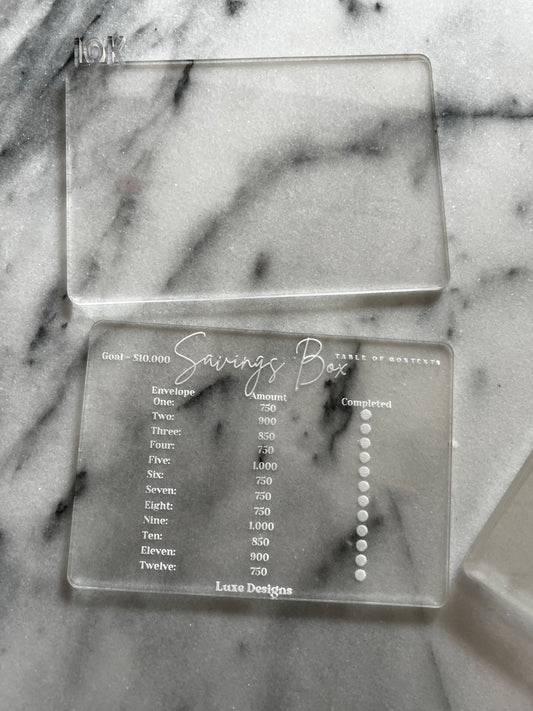 10K
Goal - $10,000 Savings Box TABLE OF CONTEXTS
Envelope Amount Completed
One: 750
Two: 900
Three: 850
Four: 750
Five: 1,000
Six: 750
Seven: 750
Eight: 750
Nine: 1,000
Ten: 850
Eleven: 900
Twelve: 750
Luxe Designs